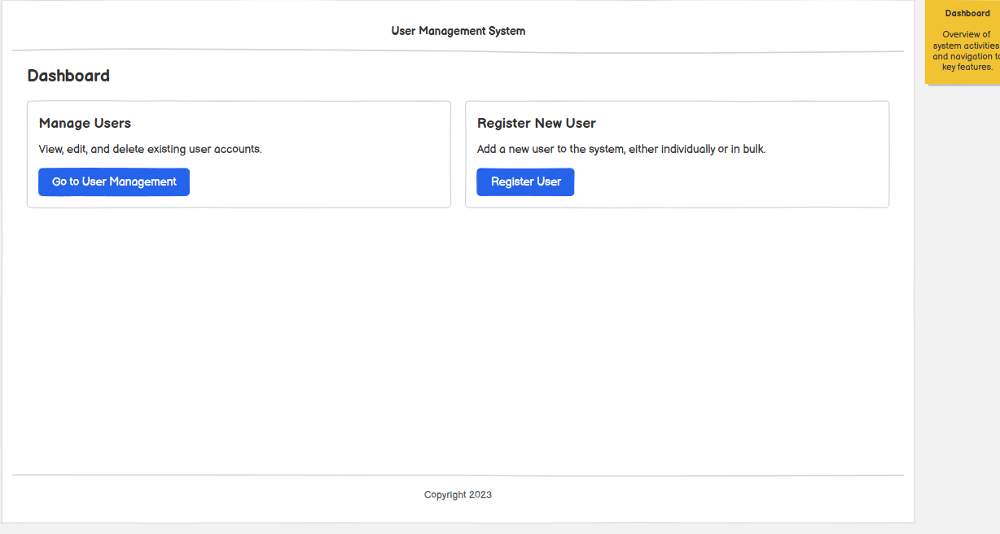 User Management System
Dashboard
Manage Users
View, edit, and delete existing user accounts.
Go to User Management
Register New User
Add a new user to the system, either individually or in bulk.
Register User
Copyright 2023
Dashboard
Overview of
system activities
and navigation to
key features.